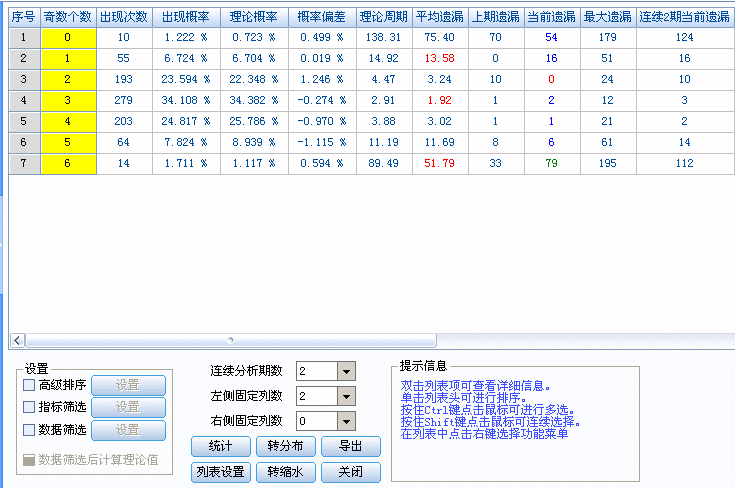 序号 奇数个数 出现次数 出现概率 理论概率 概率偏差 理论周期 平均遗漏 上期遗漏 当前遗漏 最大遗漏 连续2期当前遗漏
1 0 10 1.222 % 0.723 % 0.499 % 138.31 75.40 70 54 179 124
2 1 55 6.724 % 6.704 % 0.019 % 14.92 13.58 0 16 51 16
3 2 193 23.594 % 22.348 % 1.246 % 4.47 3.24 10 0 24 10
4 3 279 34.108 % 34.382 % -0.274 % 2.91 1.92 1 2 12 3
5 4 203 24.817 % 25.786 % -0.970 % 3.88 3.02 1 1 21 2
6 5 64 7.824 % 8.939 % -1.115 % 11.19 11.69 8 6 61 14
7 6 14 1.711 % 1.117 % 0.594 % 89.49 51.79 33 79 195 112
设置
高级排序 设置
指标筛选 设置
数据筛选 设置
数据筛选后计算理论值
连续分析期数 2
左侧固定列数 2
右侧固定列数 0
统计 转分布 导出
列表设置 转缩水 关闭
提示信息
双击列表项可查看详细信息。
单击列表头可进行排序。
按住Ctrl键点击鼠标可进行多选。
按住Shift键点击鼠标可连续选择。
在列表中点击右键选择功能菜单